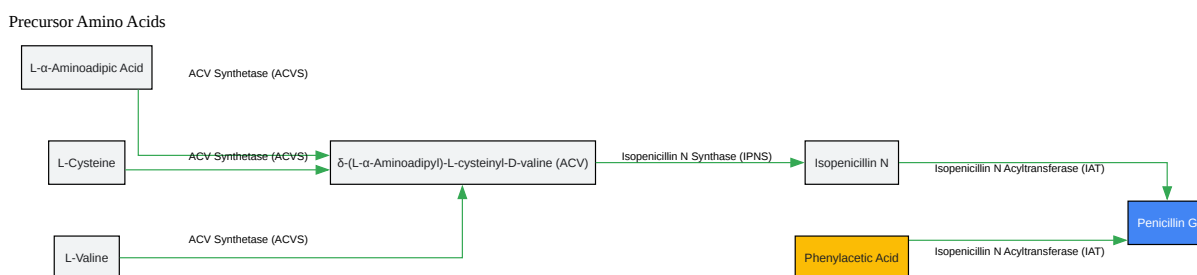 Precursor Amino Acids
L-α-Aminoadipic Acid
ACV Synthetase (ACVS)
L-Cysteine
ACV Synthetase (ACVS)
δ-(L-α-Aminoadipyl)-L-cysteinyl-D-valine (ACV)
Isopenicillin N Synthase (IPNS)
Isopenicillin N
Isopenicillin N Acyltransferase (IAT)
Penicillin G
L-Valine
ACV Synthetase (ACVS)
Phenylacetic Acid
Isopenicillin N Acyltransferase (IAT)